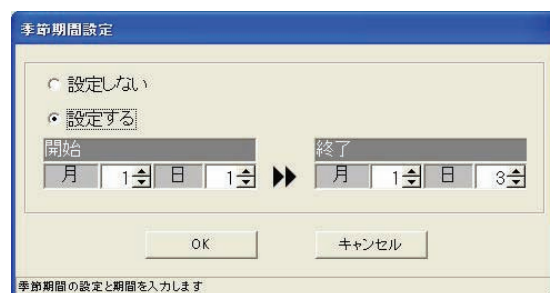 季節期間設定
設定しない
設定する
開始 終了
月 1 日 1 月 1 日 3
OK キャンセル
季節期間の設定と期間を入力します